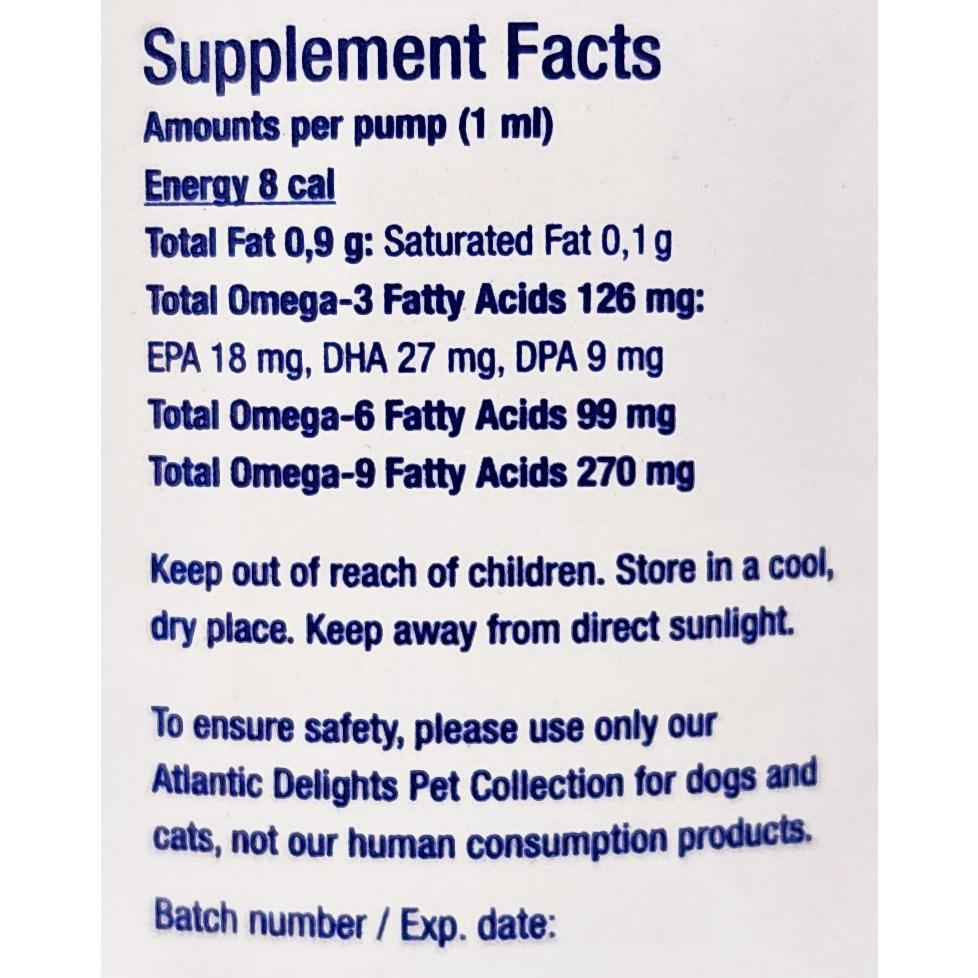 Supplement Facts
Amounts per pump (1 ml)
Energy 8 cal
Total Fat 0,9 g: Saturated Fat 0,1 g
Total Omega-3 Fatty Acids 126 mg:
EPA 18 mg, DHA 27 mg, DPA 9 mg
Total Omega-6 Fatty Acids 99 mg
Total Omega-9 Fatty Acids 270 mg
Keep out of reach of children. Store in a cool,
dry place. Keep away from direct sunlight.
To ensure safety, please use only our
Atlantic Delights Pet Collection for dogs and
cats, not our human consumption products.
Batch number / Exp. date: